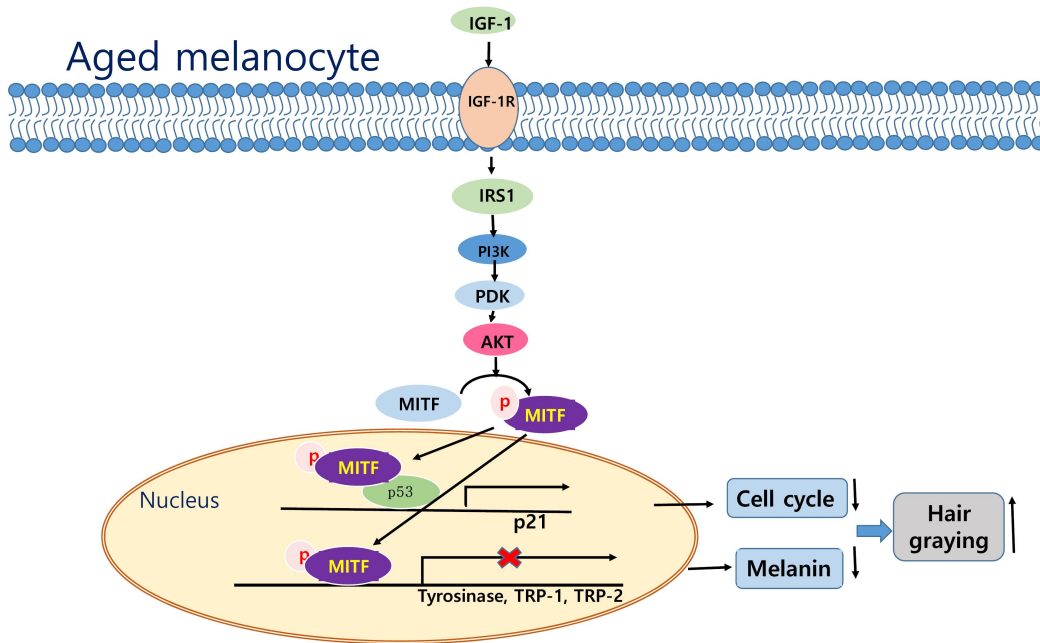 IGF-1
Aged melanocyte
IGF-1R
IRS1
PI3K
PDK
AKT
MITF
p
MITF
p
MITF
p53
Nucleus
p21
Cell cycle
Hair
graying
p
MITF
Melanin
Tyrosinase, TRP-1, TRP-2